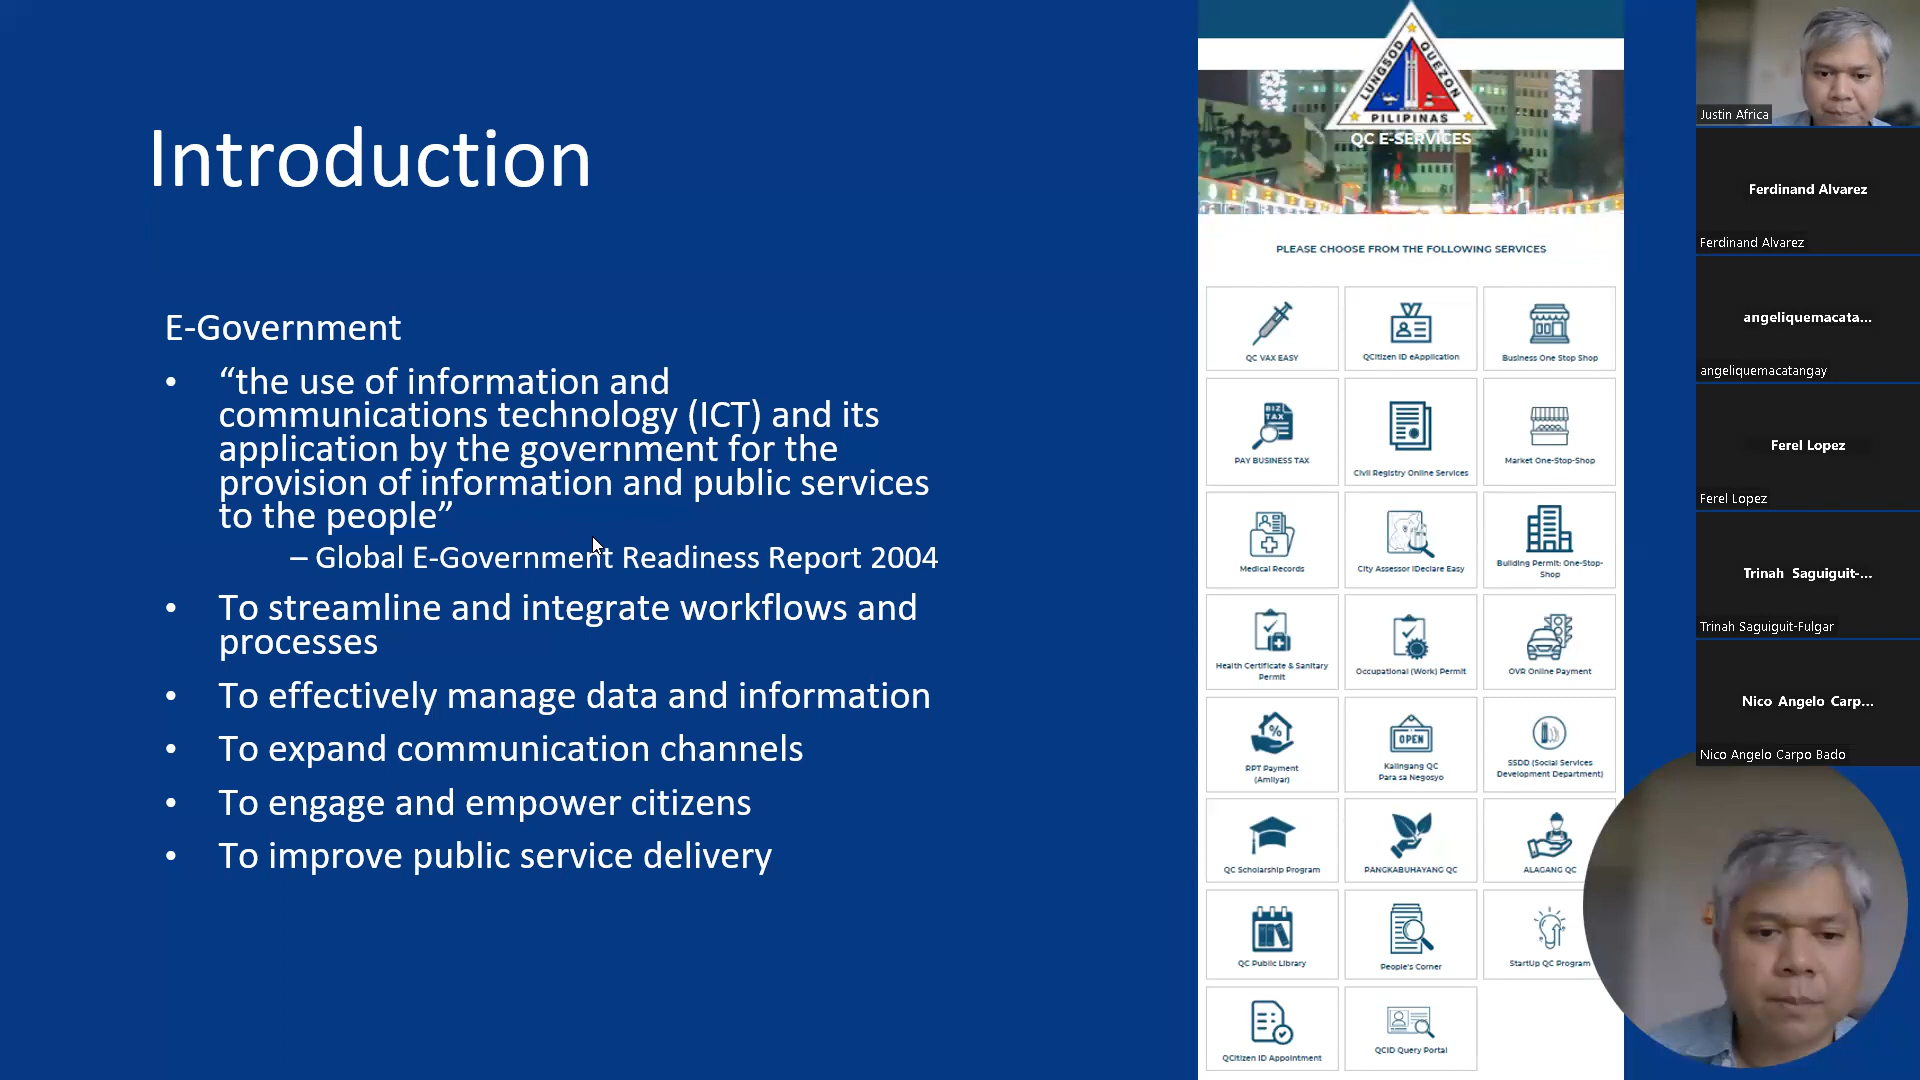 Introduction
E-Government
• “the use of information and
communications technology (ICT) and its
application by the government for the
provision of information and public services
to the people”
– Global E-Government Readiness Report 2004
• To streamline and integrate workflows and
processes
• To effectively manage data and information
• To expand communication channels
• To engage and empower citizens
• To improve public service delivery
LUNGSOD QUEZON
PILIPINAS
QC E-SERVICES
PLEASE CHOOSE FROM THE FOLLOWING SERVICES
QC VAX EASY
QCitizen ID eApplication
Business One Stop Shop
BIZ
TAX
PAY BUSINESS TAX
Civil Registry Online Services
Market One-Stop-Shop
Medical Records
City Assessor iDeclare Easy
Building Permit: One-Stop-
Shop
Health Certificate & Sanitary
Permit
Occupational (Work) Permit
OVR Online Payment
%
RPT Payment
(Amilyar)
OPEN
Kalingang QC
Para sa Negosyo
SSDD (Social Services
Development Department)
QC Scholarship Program
PANGKABUHAYANG QC
ALAGANG QC
QC Public Library
People's Corner
StartUp QC Program
QCitizen ID Appointment
QCID Query Portal
Justin Africa
Ferdinand Alvarez
Ferdinand Alvarez
angeliquemacata...
angeliquemacatangay
Ferel Lopez
Ferel Lopez
Trinah Saguiguit-...
Trinah Saguiguit-Fulgar
Nico Angelo Carp...
Nico Angelo Carpo Bado